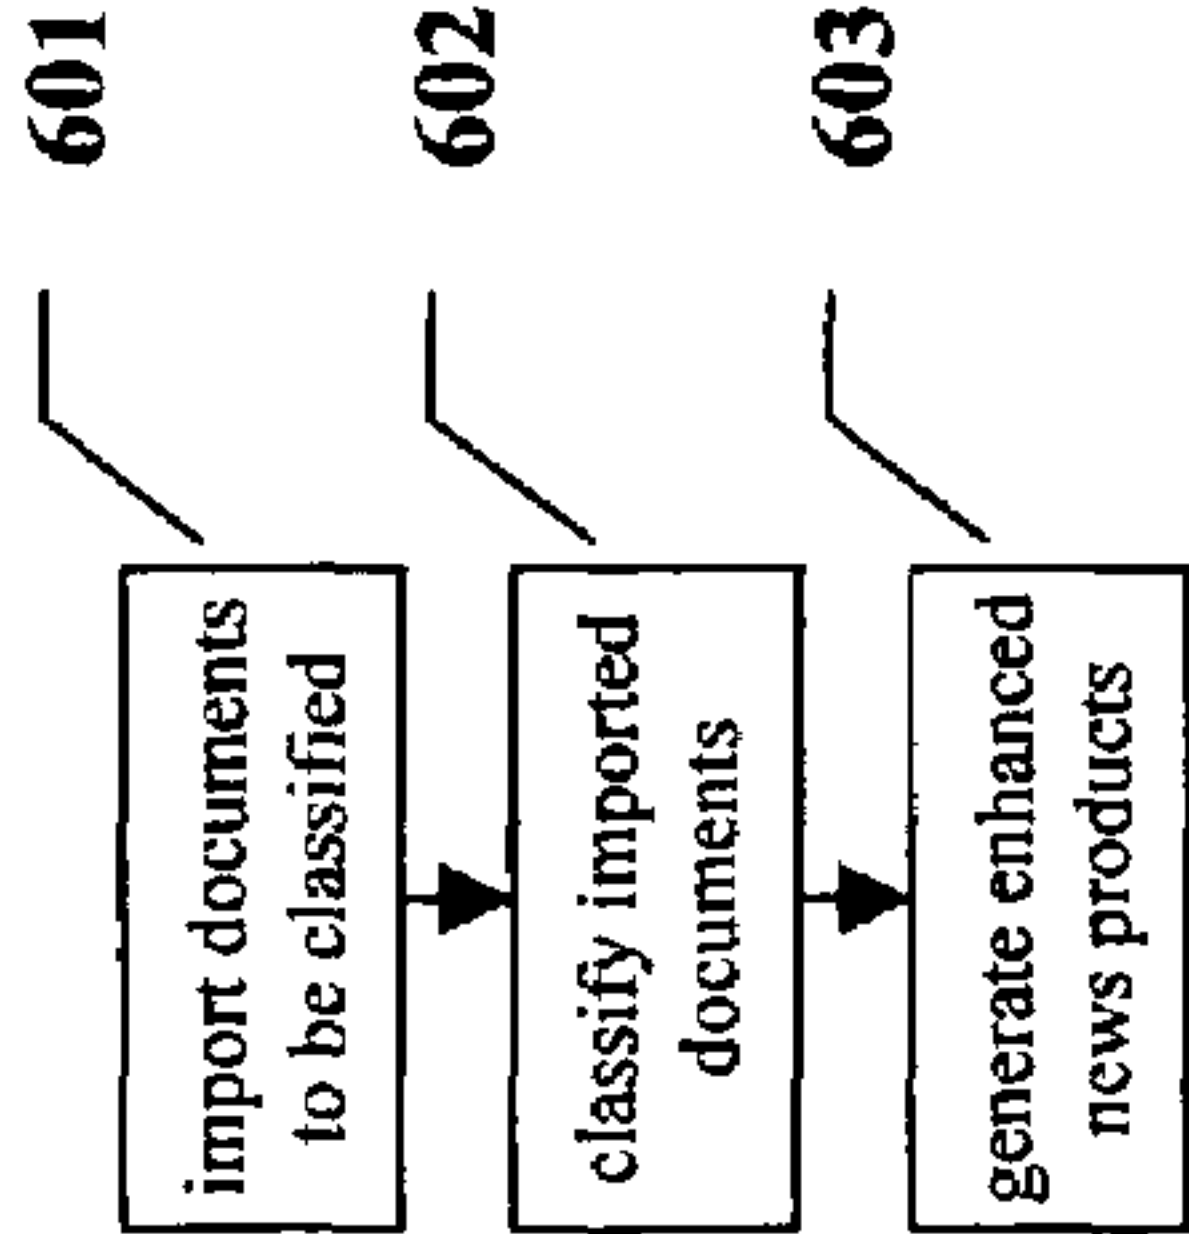 import documents
to be classified
601
classify imported
documents
602
generate enhanced
news products
603